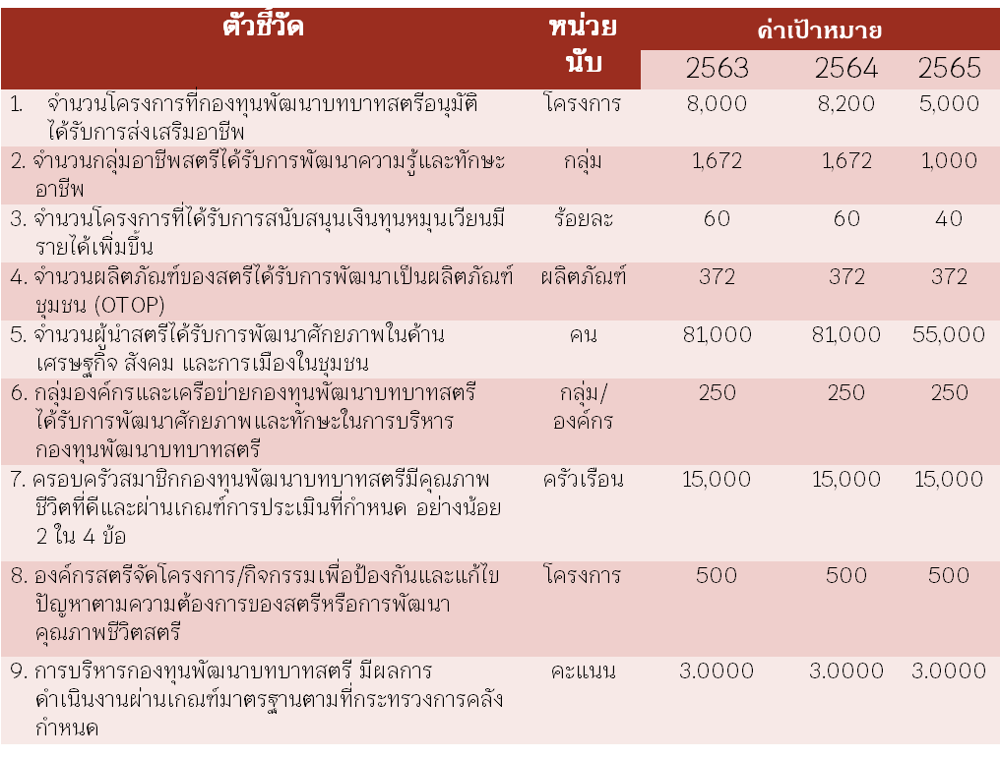 ตัวชี้วัด หน่วย ค่าเป้าหมาย
นับ 2563 2564 2565
1. จำนวนโครงการที่กองทุนพัฒนาบทบาทสตรีอนุมัติ โครงการ 8,000 8,200 5,000
ได้รับการส่งเสริมอาชีพ
2. จำนวนกลุ่มอาชีพสตรีได้รับการพัฒนาความรู้และทักษะ กลุ่ม 1,672 1,672 1,000
อาชีพ
3. จำนวนโครงการที่ได้รับการสนับสนุนเงินทุนหมุนเวียนมี ร้อยละ 60 60 40
รายได้เพิ่มขึ้น
4. จำนวนผลิตภัณฑ์ของสตรีได้รับการพัฒนาเป็นผลิตภัณฑ์ ผลิตภัณฑ์ 372 372 372
ชุมชน (OTOP)
5. จำนวนผู้นำสตรีได้รับการพัฒนาศักยภาพในด้าน คน 81,000 81,000 55,000
เศรษฐกิจ สังคม และการเมืองในชุมชน
6. กลุ่มองค์กรและเครือข่ายกองทุนพัฒนาบทบาทสตรี กลุ่ม/ 250 250 250
ได้รับการพัฒนาศักยภาพและทักษะในการบริหาร องค์กร
กองทุนพัฒนาบทบาทสตรี
7. ครอบครัวสมาชิกกองทุนพัฒนาบทบาทสตรีมีคุณภาพ ครัวเรือน 15,000 15,000 15,000
ชีวิตที่ดีและผ่านเกณฑ์การประเมินที่กำหนด อย่างน้อย
2 ใน 4 ข้อ
8. องค์กรสตรีจัดโครงการ/กิจกรรมเพื่อป้องกันและแก้ไข โครงการ 500 500 500
ปัญหาตามความต้องการของสตรีหรือการพัฒนา
คุณภาพชีวิตสตรี
9. การบริหารกองทุนพัฒนาบทบาทสตรี มีผลการ คะแนน 3.0000 3.0000 3.0000
ดำเนินงานผ่านเกณฑ์มาตรฐานตามที่กระทรวงการคลัง
กำหนด